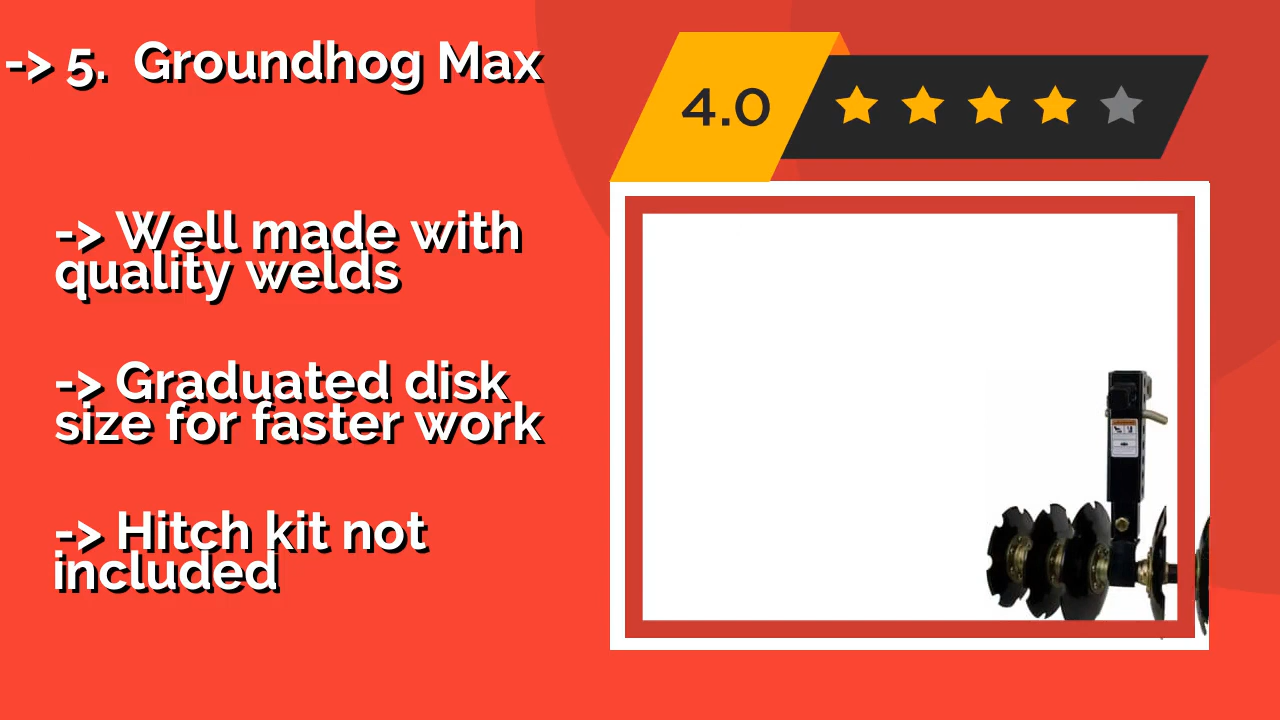 -> 5.  Groundhog Max
4.0
-> Well made with
quality welds
-> Graduated disk
size for faster work
-> Hitch kit not
included